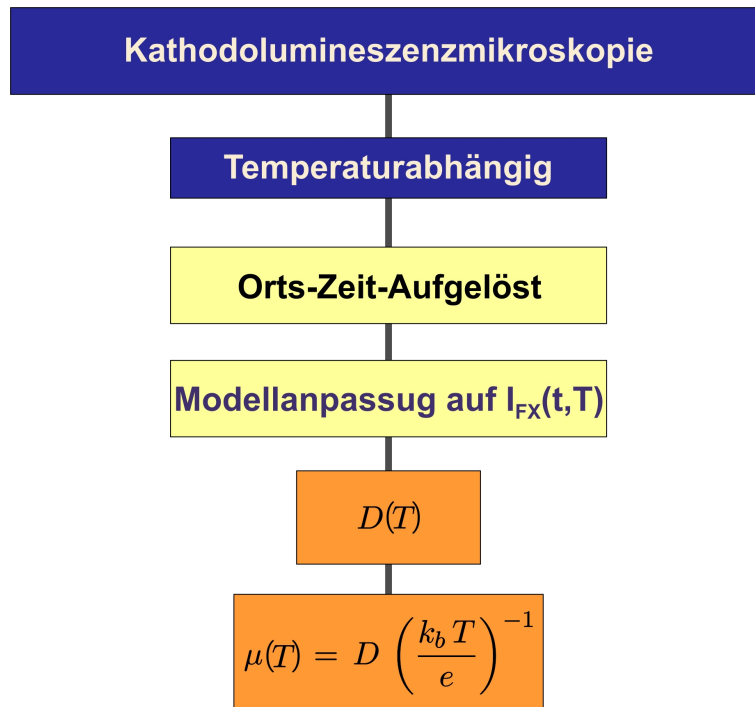 Kathodolumineszenzmikroskopie
Temperaturabhängig
Orts-Zeit-Aufgelöst
Modellanpassug auf I_FX(t,T)
D(T)
μ(T) = D (k_b T / e)^{-1}